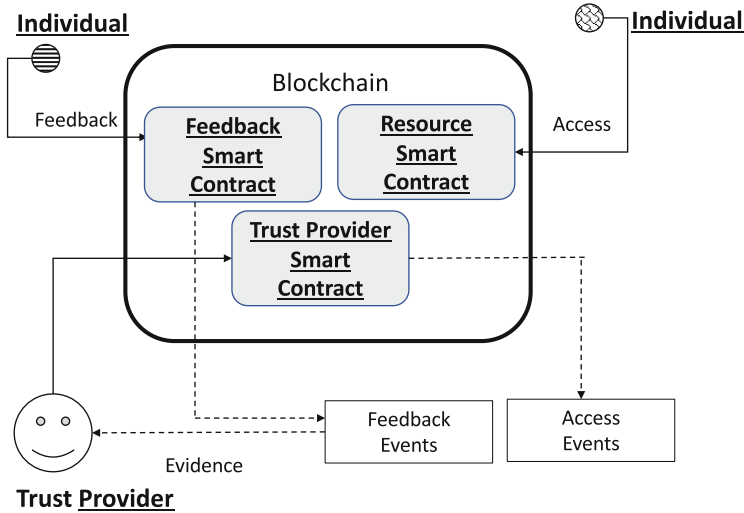 Individual
Individual
Blockchain
Feedback
Feedback
Smart
Contract
Resource
Smart
Contract
Access
Trust Provider
Smart
Contract
Feedback
Events
Access
Events
Evidence
Trust Provider